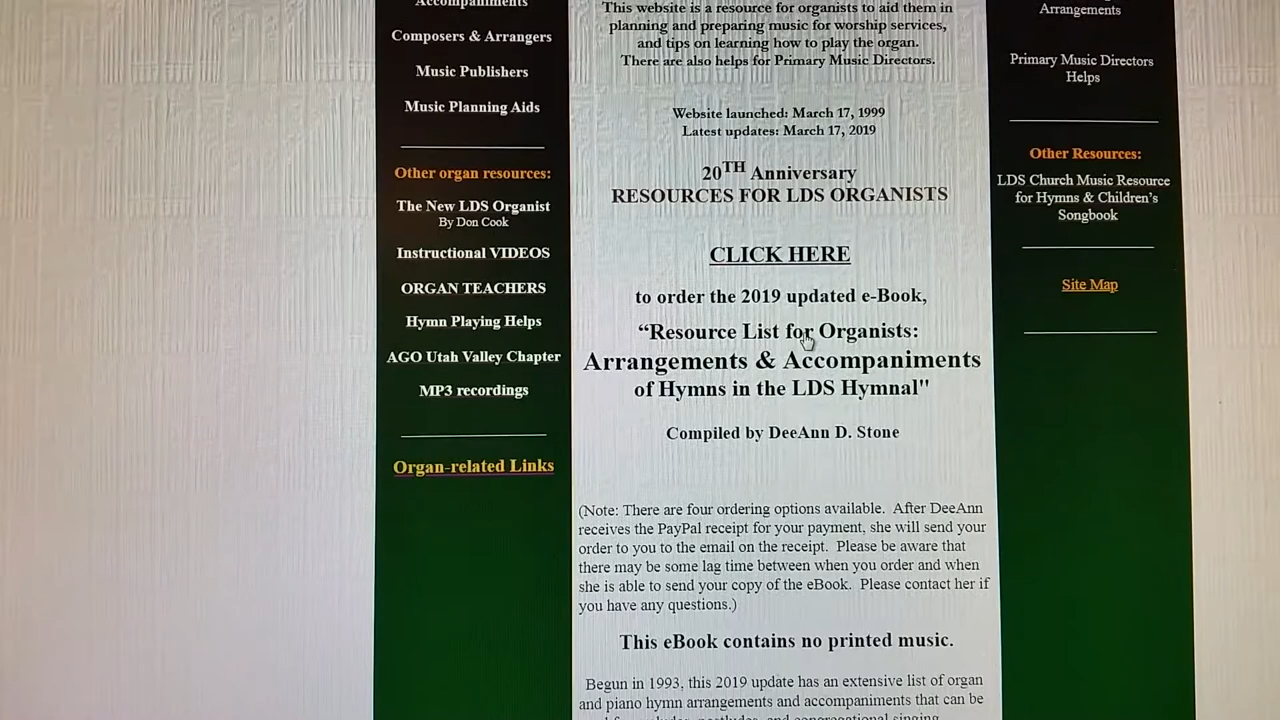 Accompaniments
Composers & Arrangers
Music Publishers
Music Planning Aids
Other organ resources:
The New LDS Organist
By Don Cook
Instructional VIDEOS
ORGAN TEACHERS
Hymn Playing Helps
AGO Utah Valley Chapter
MP3 recordings
Organ-related Links
This website is a resource for organists to aid them in
planning and preparing music for worship services,
and tips on learning how to play the organ.
There are also helps for Primary Music Directors.
Website launched: March 17, 1999
Latest updates: March 17, 2019
20TH Anniversary
RESOURCES FOR LDS ORGANISTS
CLICK HERE
to order the 2019 updated e-Book,
“Resource List for Organists:
Arrangements & Accompaniments
of Hymns in the LDS Hymnal"
Compiled by DeeAnn D. Stone
(Note: There are four ordering options available. After DeeAnn
receives the PayPal receipt for your payment, she will send your
order to you to the email on the receipt. Please be aware that
there may be some lag time between when you order and when
she is able to send your copy of the eBook. Please contact her if
you have any questions.)
This eBook contains no printed music.
Begun in 1993, this 2019 update has an extensive list of organ
and piano hymn arrangements and accompaniments that can be
Arrangements
Primary Music Directors
Helps
Other Resources:
LDS Church Music Resource
for Hymns & Children’s
Songbook
Site Map